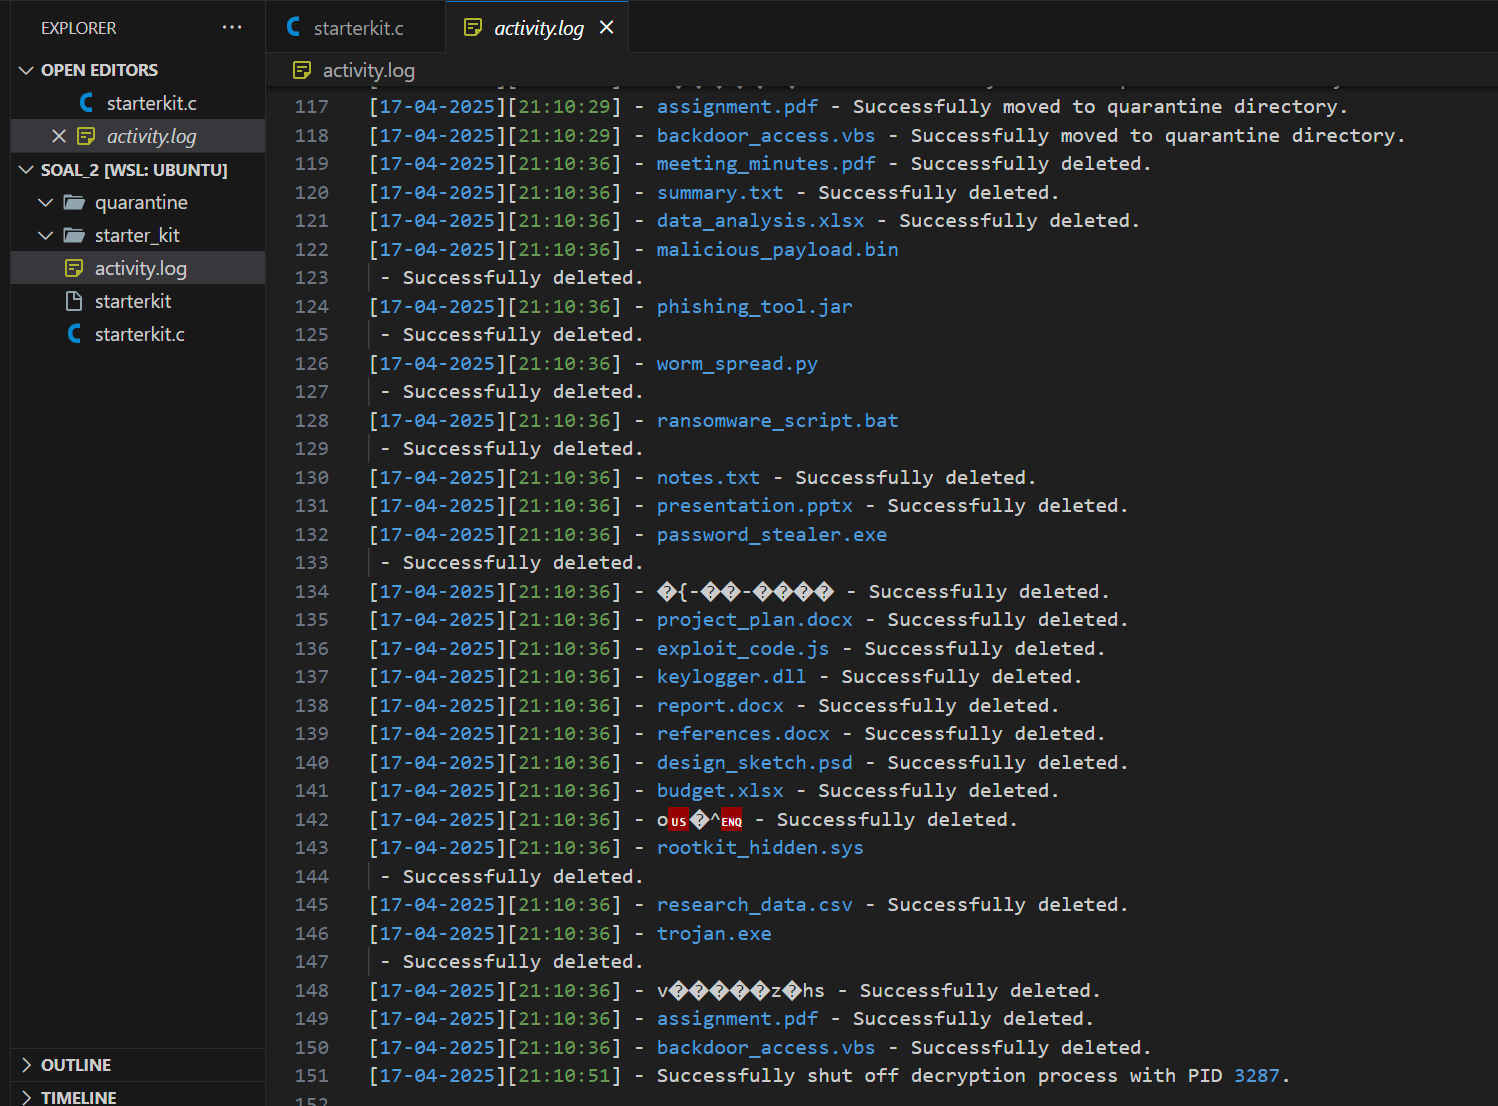 EXPLORER
OPEN EDITORS
starterkit.c
activity.log
SOAL_2 [WSL: UBUNTU]
quarantine
starter_kit
activity.log
starterkit
starterkit.c
OUTLINE
TIMELINE
starterkit.c
activity.log
activity.log
117 [17-04-2025][21:10:29] - assignment.pdf - Successfully moved to quarantine directory.
118 [17-04-2025][21:10:29] - backdoor_access.vbs - Successfully moved to quarantine directory.
119 [17-04-2025][21:10:36] - meeting_minutes.pdf - Successfully deleted.
120 [17-04-2025][21:10:36] - summary.txt - Successfully deleted.
121 [17-04-2025][21:10:36] - data_analysis.xlsx - Successfully deleted.
122 [17-04-2025][21:10:36] - malicious_payload.bin
123 - Successfully deleted.
124 [17-04-2025][21:10:36] - phishing_tool.jar
125 - Successfully deleted.
126 [17-04-2025][21:10:36] - worm_spread.py
127 - Successfully deleted.
128 [17-04-2025][21:10:36] - ransomware_script.bat
129 - Successfully deleted.
130 [17-04-2025][21:10:36] - notes.txt - Successfully deleted.
131 [17-04-2025][21:10:36] - presentation.pptx - Successfully deleted.
132 [17-04-2025][21:10:36] - password_stealer.exe
133 - Successfully deleted.
134 [17-04-2025][21:10:36] - �{-��-���� - Successfully deleted.
135 [17-04-2025][21:10:36] - project_plan.docx - Successfully deleted.
136 [17-04-2025][21:10:36] - exploit_code.js - Successfully deleted.
137 [17-04-2025][21:10:36] - keylogger.dll - Successfully deleted.
138 [17-04-2025][21:10:36] - report.docx - Successfully deleted.
139 [17-04-2025][21:10:36] - references.docx - Successfully deleted.
140 [17-04-2025][21:10:36] - design_sketch.psd - Successfully deleted.
141 [17-04-2025][21:10:36] - budget.xlsx - Successfully deleted.
142 [17-04-2025][21:10:36] - oUS�^ENQ - Successfully deleted.
143 [17-04-2025][21:10:36] - rootkit_hidden.sys
144 - Successfully deleted.
145 [17-04-2025][21:10:36] - research_data.csv - Successfully deleted.
146 [17-04-2025][21:10:36] - trojan.exe
147 - Successfully deleted.
148 [17-04-2025][21:10:36] - v�����z�hs - Successfully deleted.
149 [17-04-2025][21:10:36] - assignment.pdf - Successfully deleted.
150 [17-04-2025][21:10:36] - backdoor_access.vbs - Successfully deleted.
151 [17-04-2025][21:10:51] - Successfully shut off decryption process with PID 3287.
152